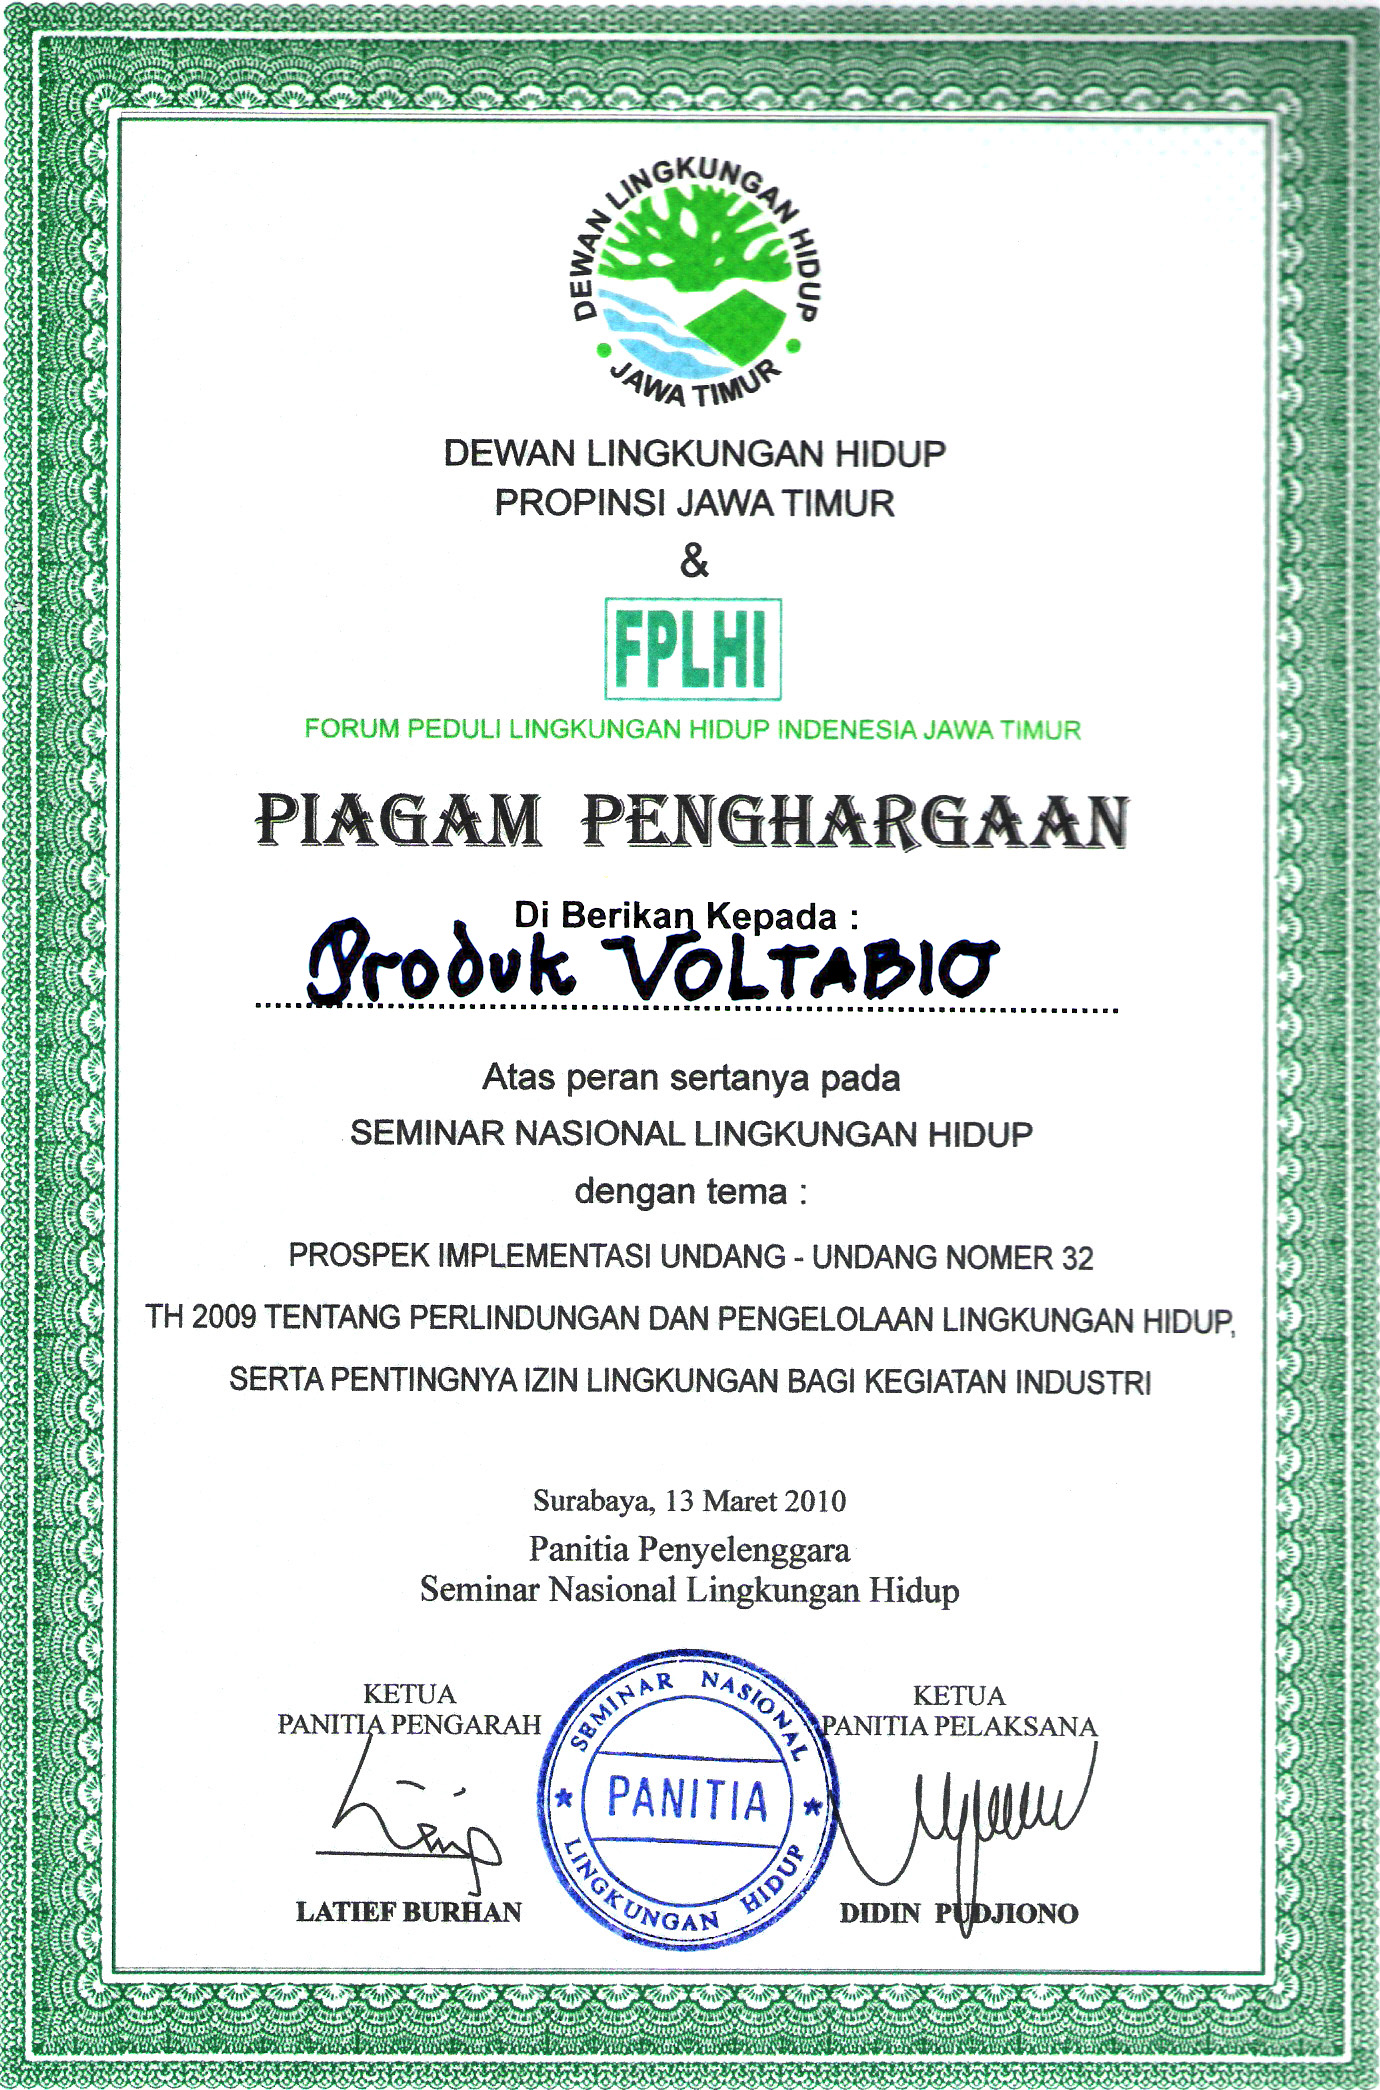 DEWAN LINGKUNGAN HIDUP
JAWA TIMUR
DEWAN LINGKUNGAN HIDUP
PROPINSI JAWA TIMUR
&
FPLHI
FORUM PEDULI LINGKUNGAN HIDUP INDENESIA JAWA TIMUR
PIAGAM PENGHARGAAN
Di Berikan Kepada :
Produk VOLTABIO
Atas peran sertanya pada
SEMINAR NASIONAL LINGKUNGAN HIDUP
dengan tema :
PROSPEK IMPLEMENTASI UNDANG - UNDANG NOMER 32
TH 2009 TENTANG PERLINDUNGAN DAN PENGELOLAAN LINGKUNGAN HIDUP,
SERTA PENTINGNYA IZIN LINGKUNGAN BAGI KEGIATAN INDUSTRI
Surabaya, 13 Maret 2010
Panitia Penyelenggara
Seminar Nasional Lingkungan Hidup
KETUA
PANITIA PENGARAH
LATIEF BURHAN
SEMINAR NASIONAL
PANITIA
LINGKUNGAN HIDUP
KETUA
PANITIA PELAKSANA
DIDIN PUDJIONO